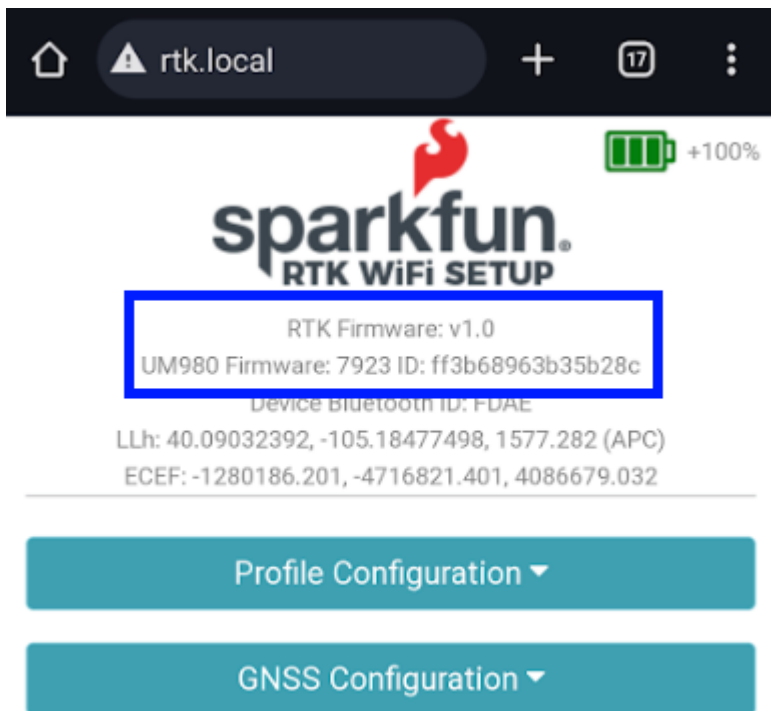 rtk.local
17
+100%
sparkfun®
RTK WiFi SETUP
RTK Firmware: v1.0
UM980 Firmware: 7923 ID: ff3b68963b35b28c
Device Bluetooth ID: FDAE
LLh: 40.09032392, -105.18477498, 1577.282 (APC)
ECEF: -1280186.201, -4716821.401, 4086679.032
Profile Configuration
GNSS Configuration